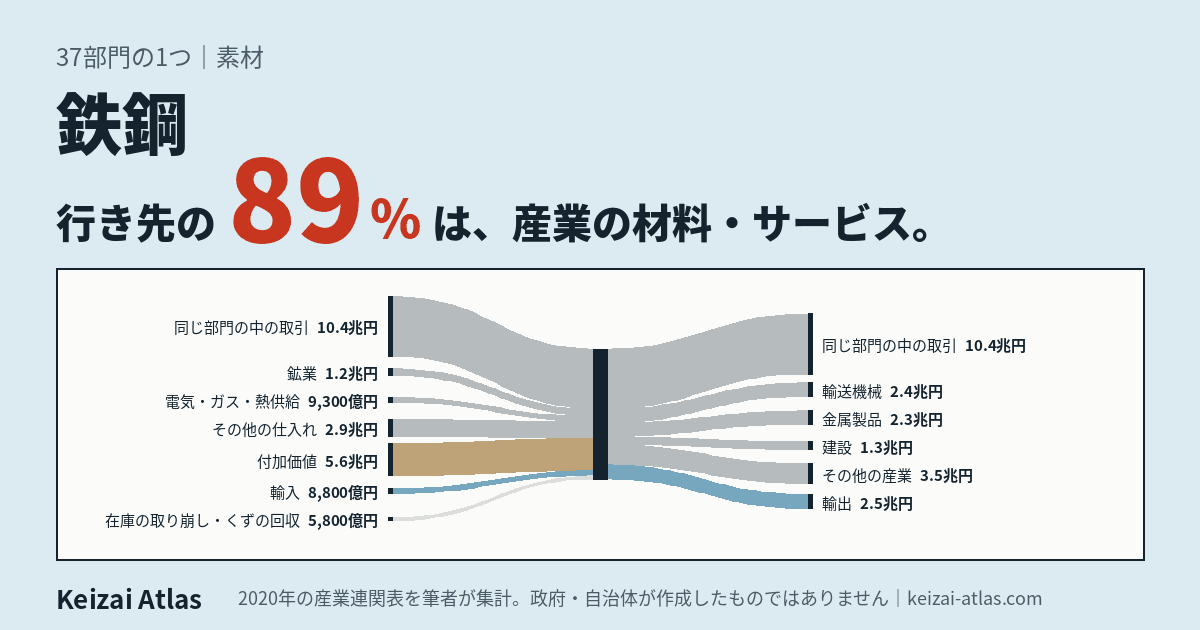 37部門の1つ｜素材
鉄鋼
行き先の 89% は、産業の材料・サービス。
同じ部門の中の取引 10.4兆円
鉱業 1.2兆円
電気・ガス・熱供給 9,300億円
その他の仕入れ 2.9兆円
付加価値 5.6兆円
輸入 8,800億円
在庫の取り崩し・くずの回収 5,800億円
同じ部門の中の取引 10.4兆円
輸送機械 2.4兆円
金属製品 2.3兆円
建設 1.3兆円
その他の産業 3.5兆円
輸出 2.5兆円
Keizai Atlas 2020年の産業連関表を筆者が集計。政府・自治体が作成したものではありません｜keizai-atlas.com